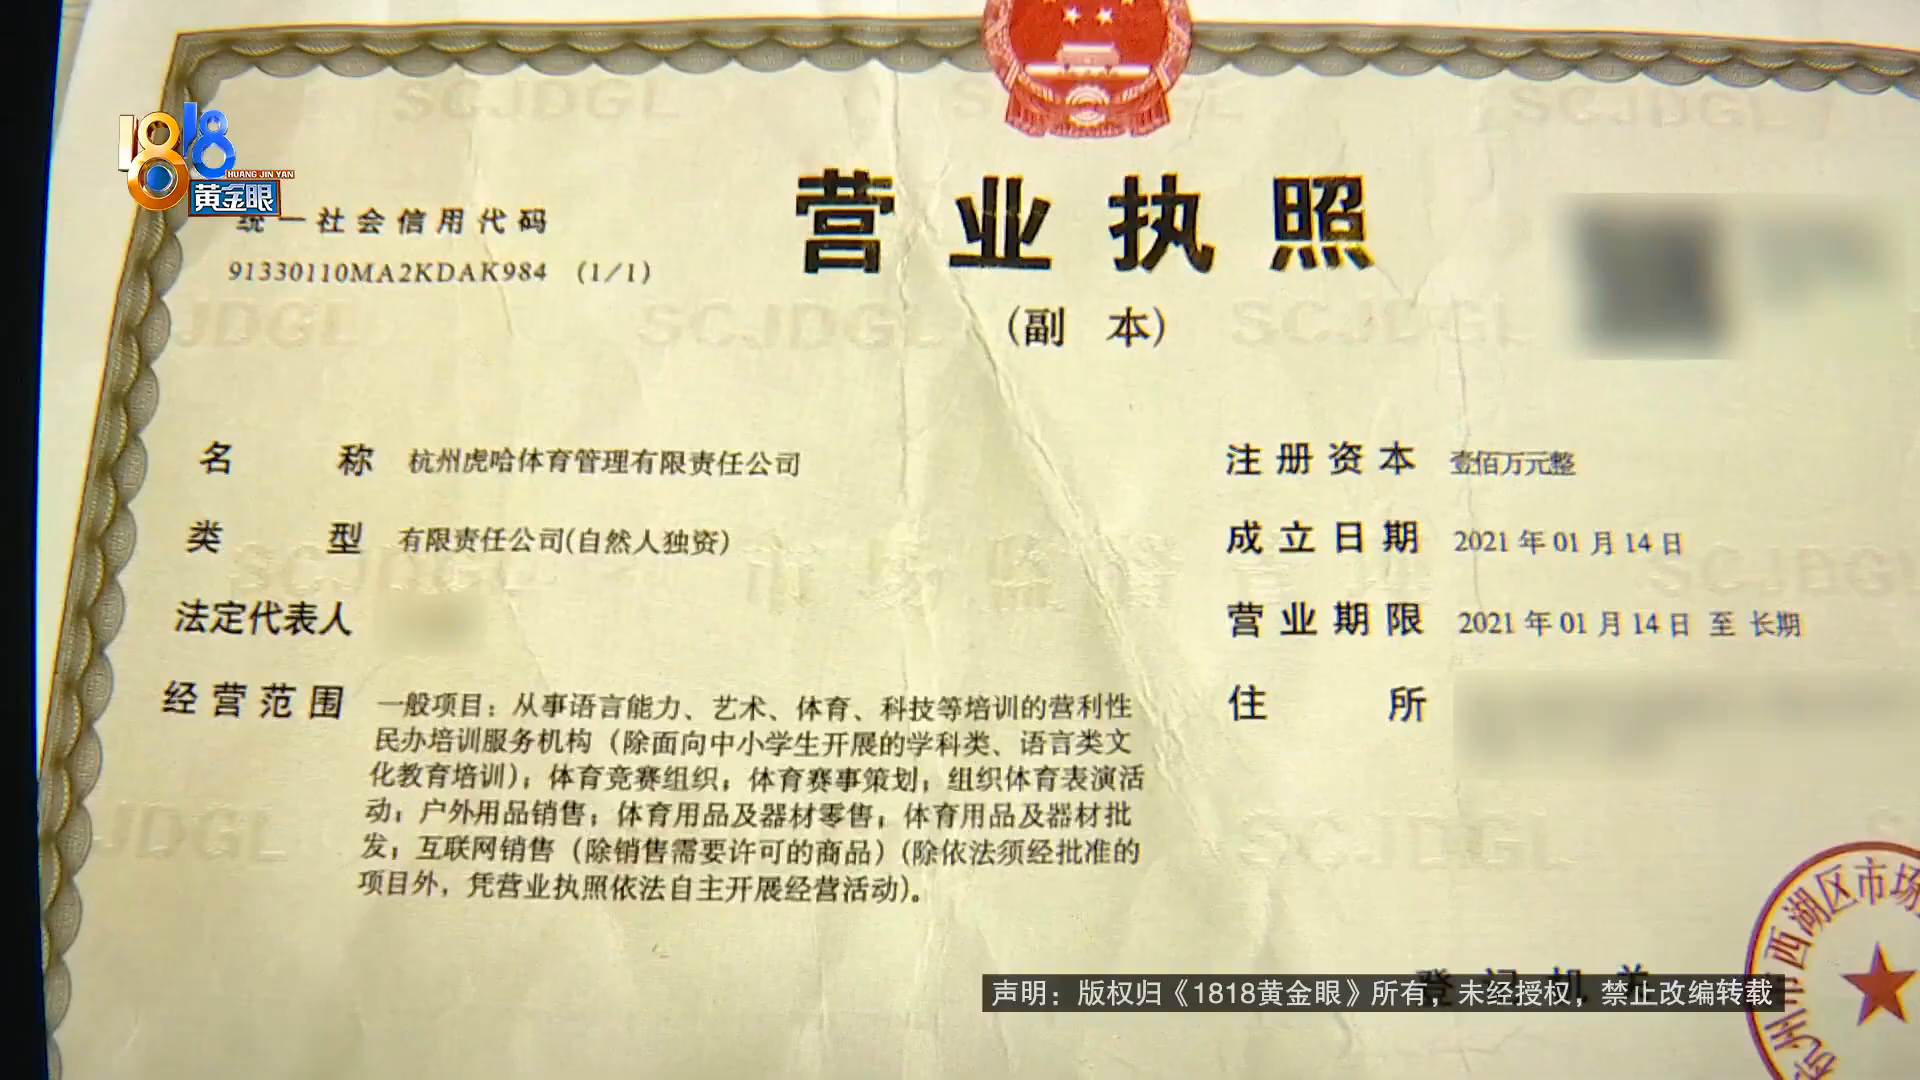 1818
HUANG JIN YAN
黄金眼
统一社会信用代码
91330110MA2KDAK984 (1/1)
营业执照
(副 本)
名 称 杭州虎哈体育管理有限责任公司
类 型 有限责任公司(自然人独资)
法定代表人
经营范围 一般项目：从事语言能力、艺术、体育、科技等培训的营利性
民办培训服务机构（除面向中小学生开展的学科类、语言类文
化教育培训）；体育竞赛组织；体育赛事策划；组织体育表演活
动；户外用品销售；体育用品及器材零售；体育用品及器材批
发；互联网销售（除销售需要许可的商品）(除依法须经批准的
项目外，凭营业执照依法自主开展经营活动)。
注册资本 壹佰万元整
成立日期 2021年01月14日
营业期限 2021年01月14日 至 长期
住 所
登记机关
杭州市西湖区市场
声明：版权归《1818黄金眼》所有，未经授权，禁止改编转载
SCJDGL
SCJDGL
SCJDGL
SCJDGL
SCJDGL